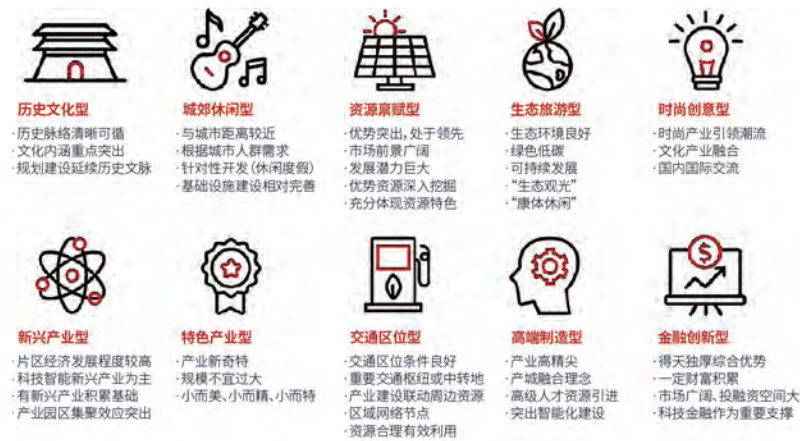 历史文化型
·历史脉络清晰可循
·文化内涵重点突出
·规划建设延续历史文脉
城郊休闲型
·与城市距离较近
·根据城市人群需求
·针对性开发(休闲度假)
·基础设施建设相对完善
资源禀赋型
·优势突出,处于领先
·市场前景广阔
·发展潜力巨大
·优势资源深入挖掘
·充分体现资源特色
生态旅游型
·生态环境良好
·绿色低碳
·可持续发展
·“生态观光”
·“康体休闲”
时尚创意型
·时尚产业引领潮流
·文化产业融合
·国内国际交流
新兴产业型
·片区经济发展程度较高
·科技智能新兴产业为主
·有新兴产业积累基础
·产业园区集聚效应突出
特色产业型
·产业新奇特
·规模不宜过大
·小而美、小而精、小而特
交通区位型
·交通区位条件良好
·重要交通枢纽或中转地
·产业建设联动周边资源
·区域网络节点
·资源合理有效利用
高端制造型
·产业高精尖
·产城融合理念
·高级人才资源引进
·突出智能化建设
$
金融创新型
·得天独厚综合优势
·一定财富积累
·市场广阔、投融资空间大
·科技金融作为重要支撑